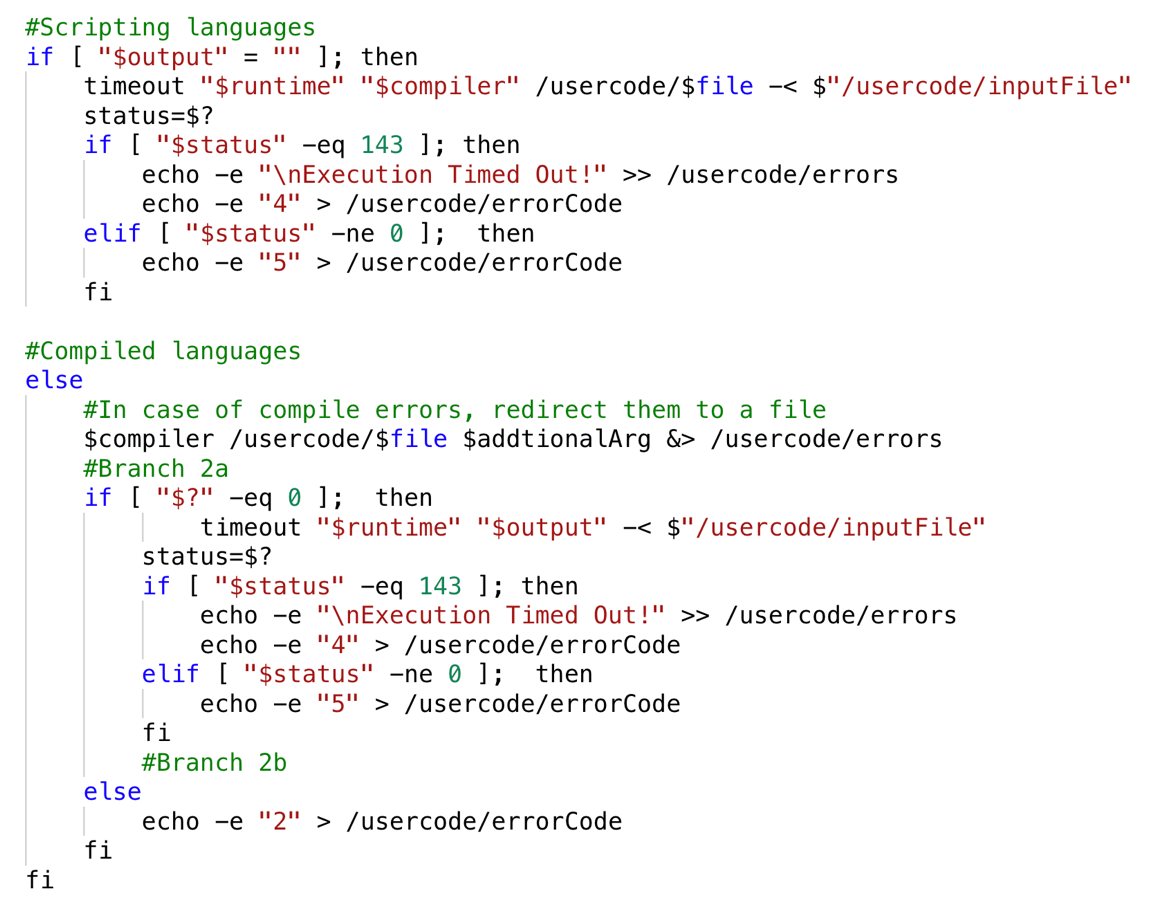 #Scripting languages
if [ "$output" = "" ]; then
    timeout "$runtime" "$compiler" /usercode/$file -< $"/usercode/inputFile"
    status=$?
    if [ "$status" -eq 143 ]; then
        echo -e "\nExecution Timed Out!" >> /usercode/errors
        echo -e "4" > /usercode/errorCode
    elif [ "$status" -ne 0 ];  then
        echo -e "5" > /usercode/errorCode
    fi

#Compiled languages
else
    #In case of compile errors, redirect them to a file
    $compiler /usercode/$file $addtionalArg &> /usercode/errors
    #Branch 2a
    if [ "$?" -eq 0 ];  then
            timeout "$runtime" "$output" -< $"/usercode/inputFile"
        status=$?
        if [ "$status" -eq 143 ]; then
            echo -e "\nExecution Timed Out!" >> /usercode/errors
            echo -e "4" > /usercode/errorCode
        elif [ "$status" -ne 0 ];  then
            echo -e "5" > /usercode/errorCode
        fi
        #Branch 2b
    else
        echo -e "2" > /usercode/errorCode
    fi
fi